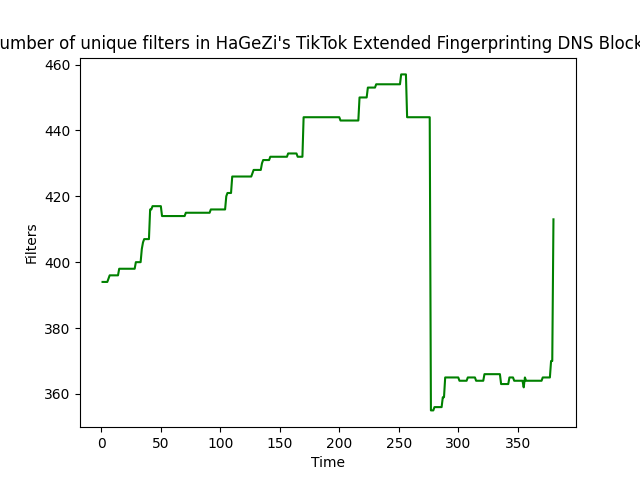 umber of unique filters in HaGeZi's TikTok Extended Fingerprinting DNS Block
460
440
420
400
380
360
Filters
0 50 100 150 200 250 300 350
Time